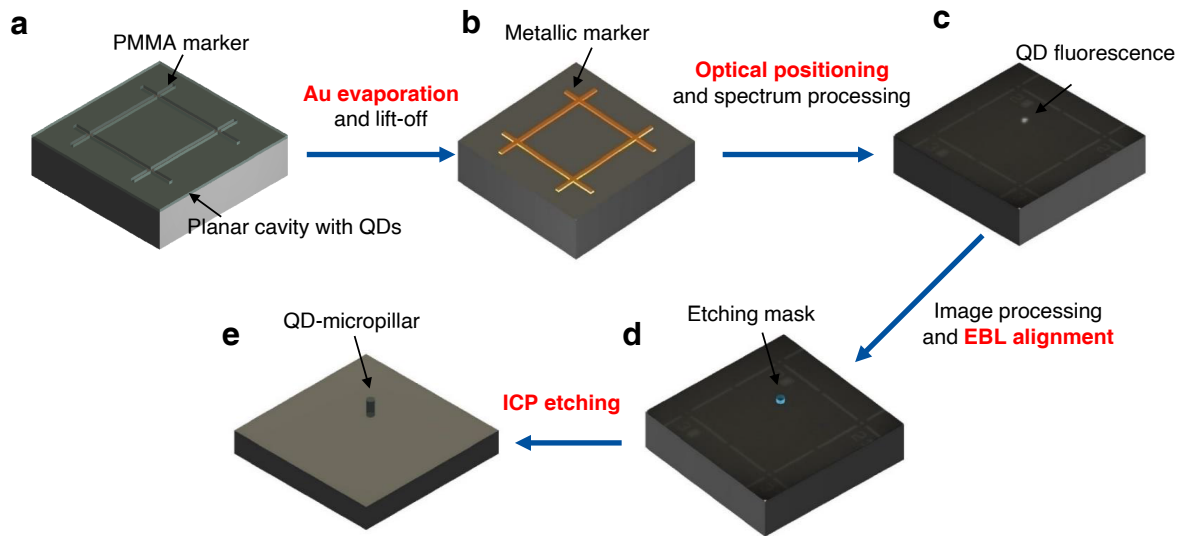 a
PMMA marker
Planar cavity with QDs
Au evaporation
and lift-off
b
Metallic marker
Optical positioning
and spectrum processing
c
QD fluorescence
Image processing
and EBL alignment
d
Etching mask
ICP etching
e
QD-micropillar